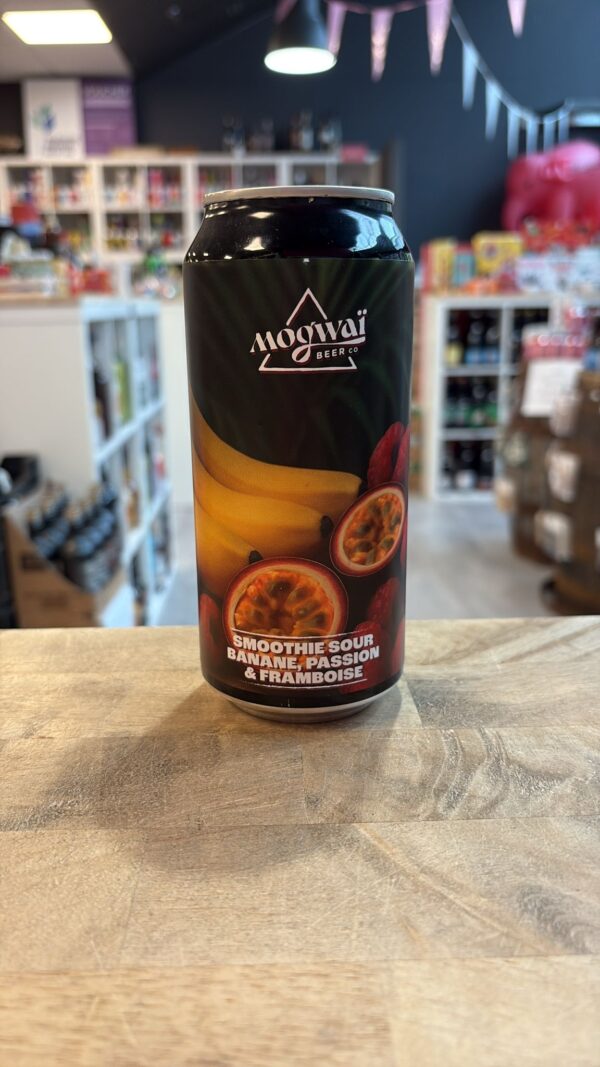 mogwaï
BEER CO
SMOOTHIE SOUR
BANANE, PASSION
& FRAMBOISE